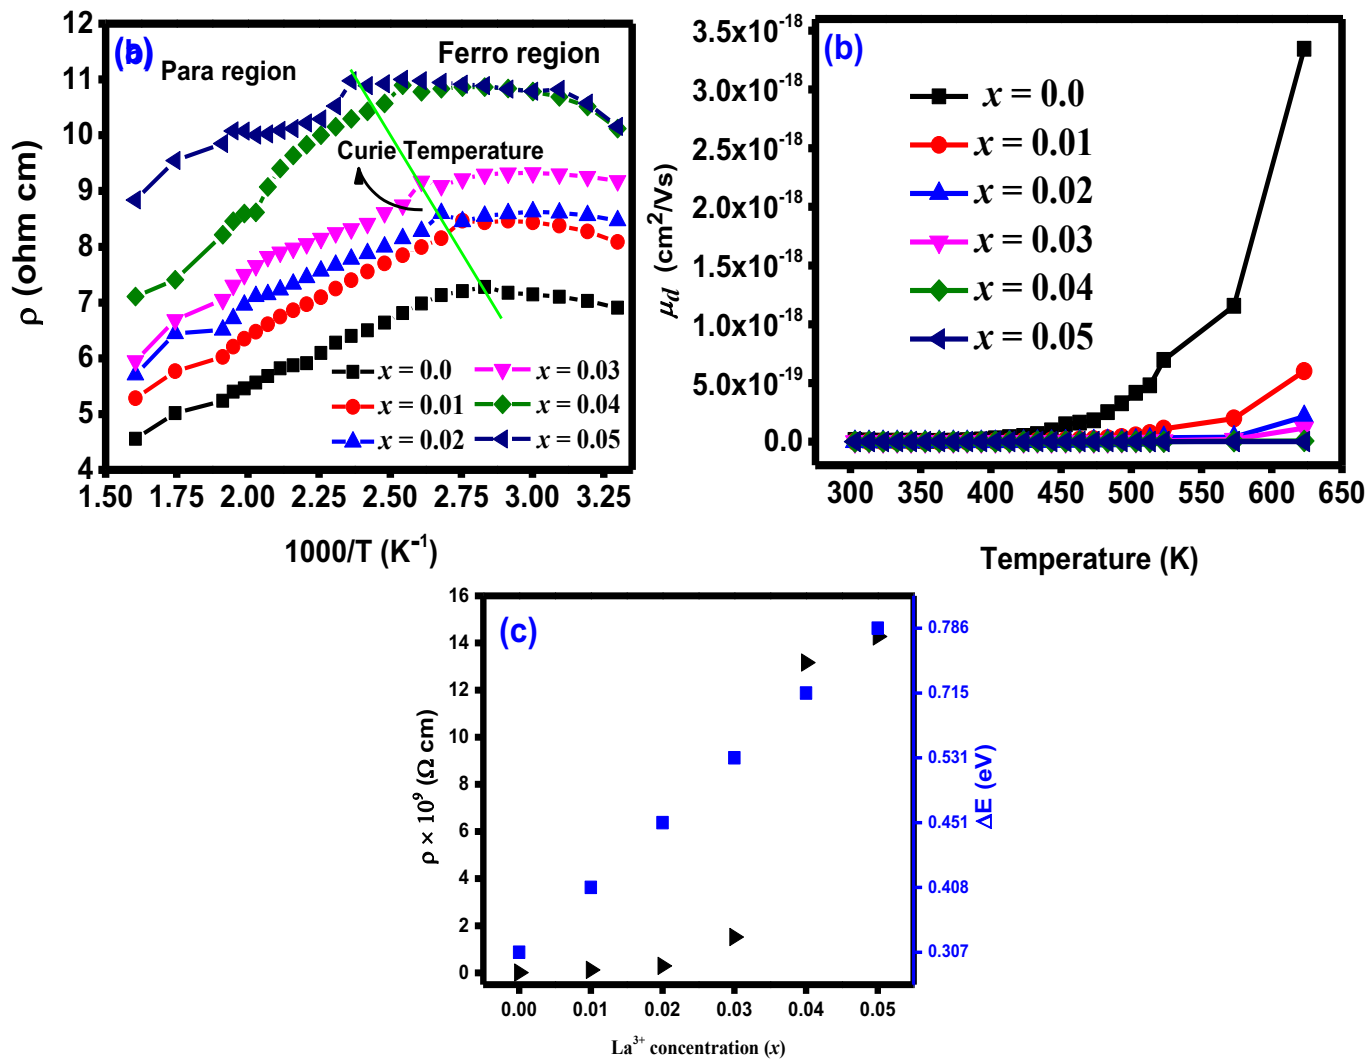 (b)
Para region
Ferro region
Curie Temperature
12
11
10
9
8
7
6
5
4
ρ (ohm cm)
x = 0.0
x = 0.01
x = 0.02
x = 0.03
x = 0.04
x = 0.05
1.50 1.75 2.00 2.25 2.50 2.75 3.00 3.25
1000/T (K⁻¹)
(b)
3.5x10⁻¹⁸
3.0x10⁻¹⁸
2.5x10⁻¹⁸
2.0x10⁻¹⁸
1.5x10⁻¹⁸
1.0x10⁻¹⁸
5.0x10⁻¹⁹
0.0
μd (cm²/Vs)
x = 0.0
x = 0.01
x = 0.02
x = 0.03
x = 0.04
x = 0.05
300 350 400 450 500 550 600 650
Temperature (K)
(c)
16
14
12
10
8
6
4
2
0
ρ × 10⁹ (Ω cm)
0.786
0.715
0.531
0.451
0.408
0.307
ΔE (eV)
0.00 0.01 0.02 0.03 0.04 0.05
La³⁺ concentration (x)